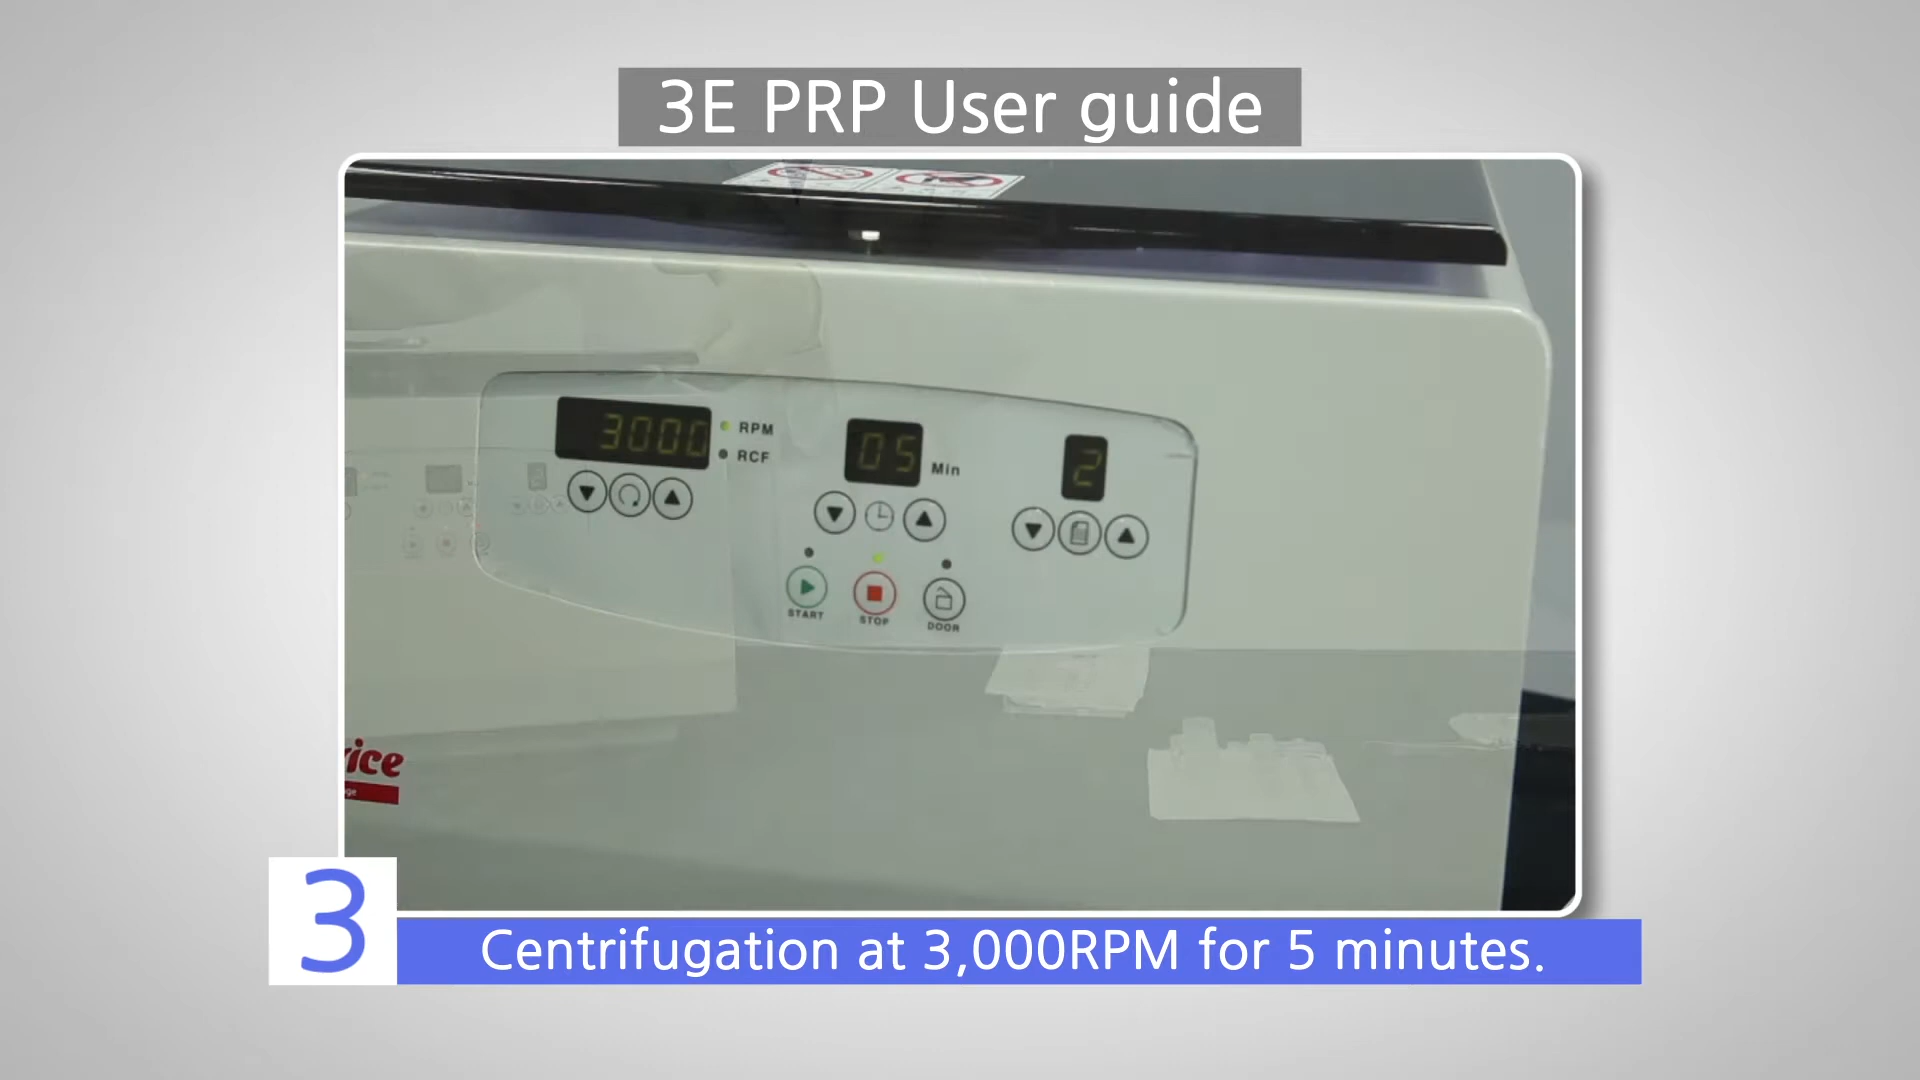 3E PRP User guide
3000
RPM
RCF
05
Min
2
START
STOP
DOOR
3
Centrifugation at 3,000RPM for 5 minutes.